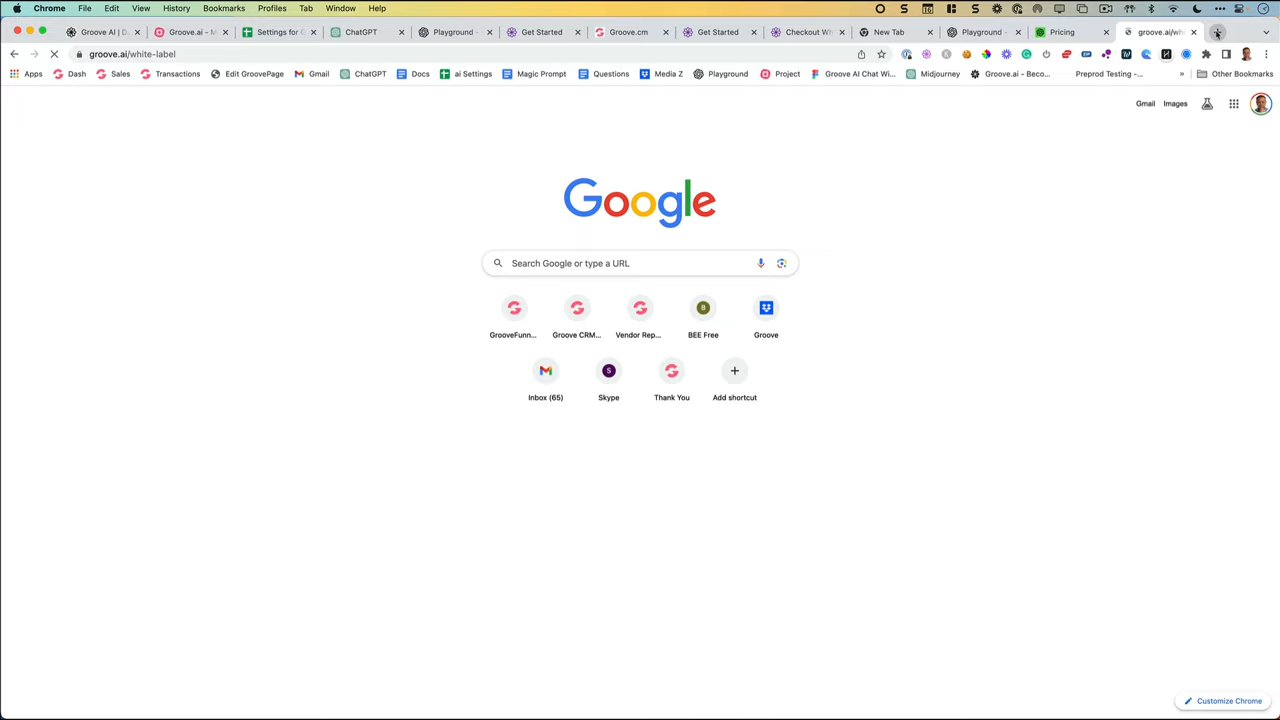 Chrome File Edit View History Bookmarks Profiles Tab Window Help
Groove AI | D Groove.ai - M Settings for G ChatGPT Playground - Get Started Groove.cm Get Started Checkout Wh New Tab Playground - Pricing groove.ai/whi
groove.ai/white-label
Apps Dash Sales Transactions Edit GroovePage Gmail ChatGPT Docs ai Settings Magic Prompt Questions Media Z Playground Project Groove AI Chat Wi... Midjourney Groove.ai - Beco... Preprod Testing -... » Other Bookmarks
Gmail Images
Google
Search Google or type a URL
GrooveFunn... Groove CRM... Vendor Rep... BEE Free Groove
Inbox (65) Skype Thank You Add shortcut
Customize Chrome